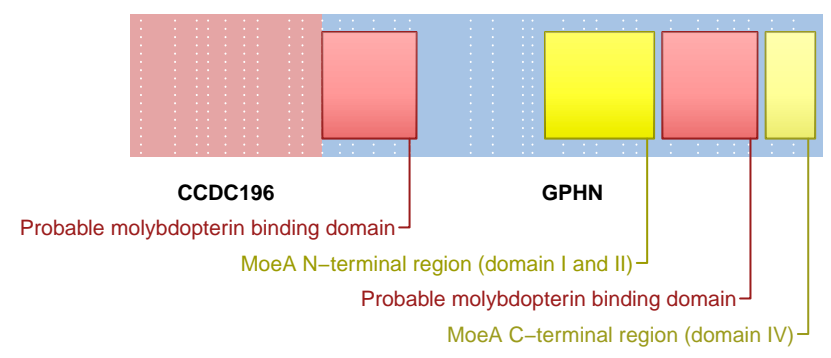 CCDC196 GPHN
Probable molybdopterin binding domain
MoeA N−terminal region (domain I and II)
Probable molybdopterin binding domain
MoeA C−terminal region (domain IV)